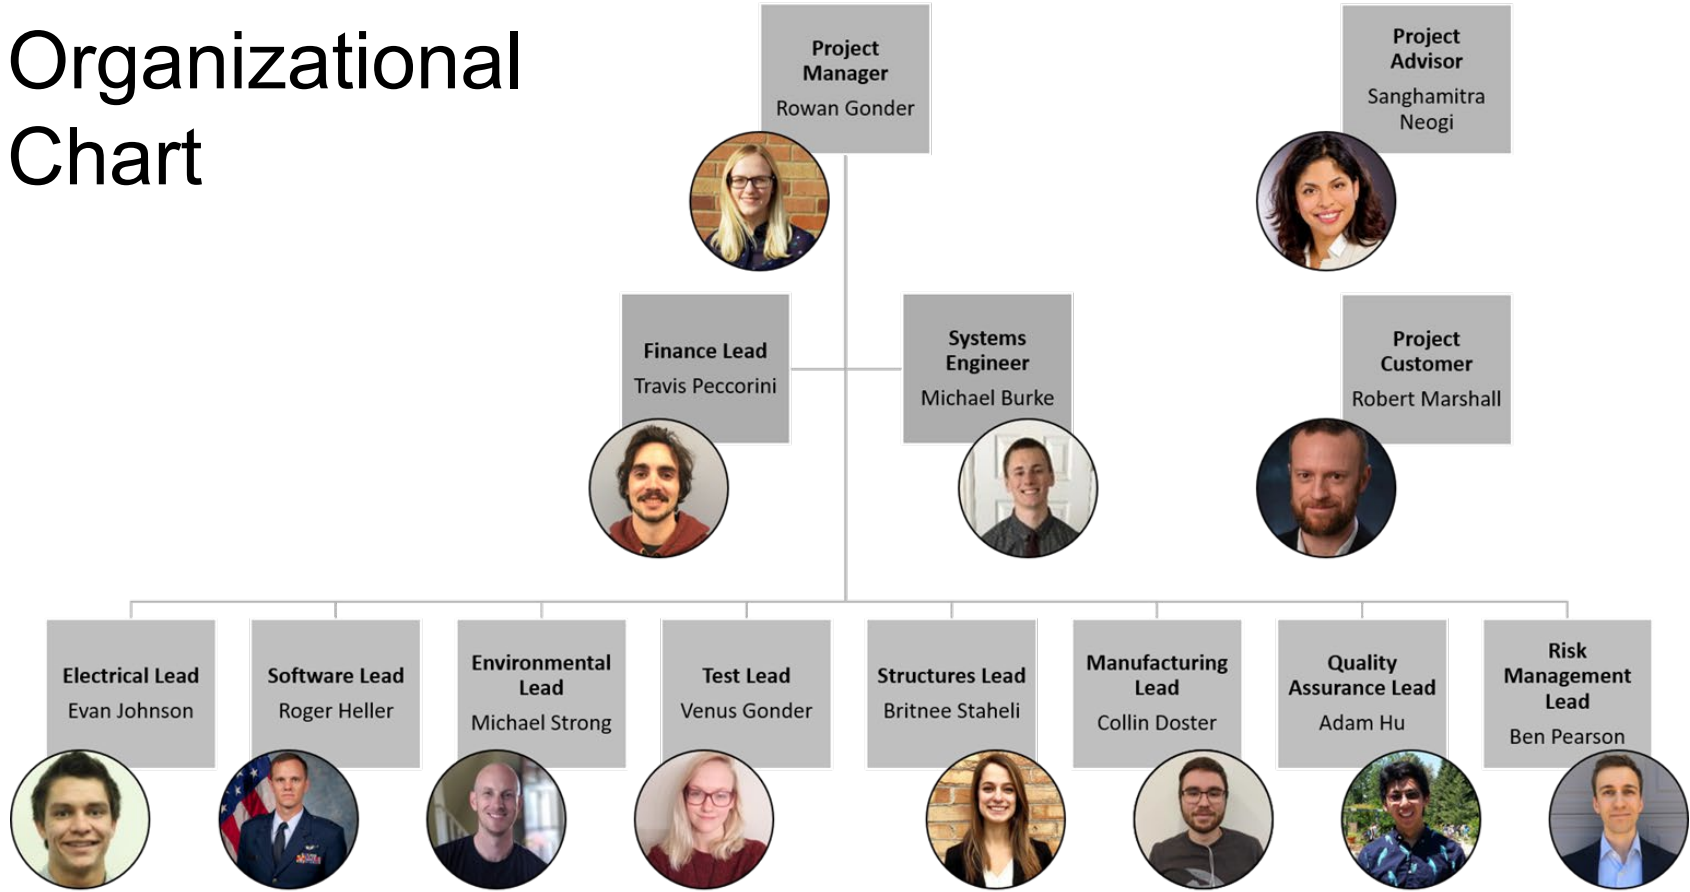 Organizational
Chart
Project
Manager
Rowan Gonder
Project
Advisor
Sanghamitra
Neogi
Finance Lead
Travis Peccorini
Systems
Engineer
Michael Burke
Project
Customer
Robert Marshall
Electrical Lead
Evan Johnson
Software Lead
Roger Heller
Environmental
Lead
Michael Strong
Test Lead
Venus Gonder
Structures Lead
Britnee Staheli
Manufacturing
Lead
Collin Doster
Quality
Assurance Lead
Adam Hu
Risk
Management
Lead
Ben Pearson